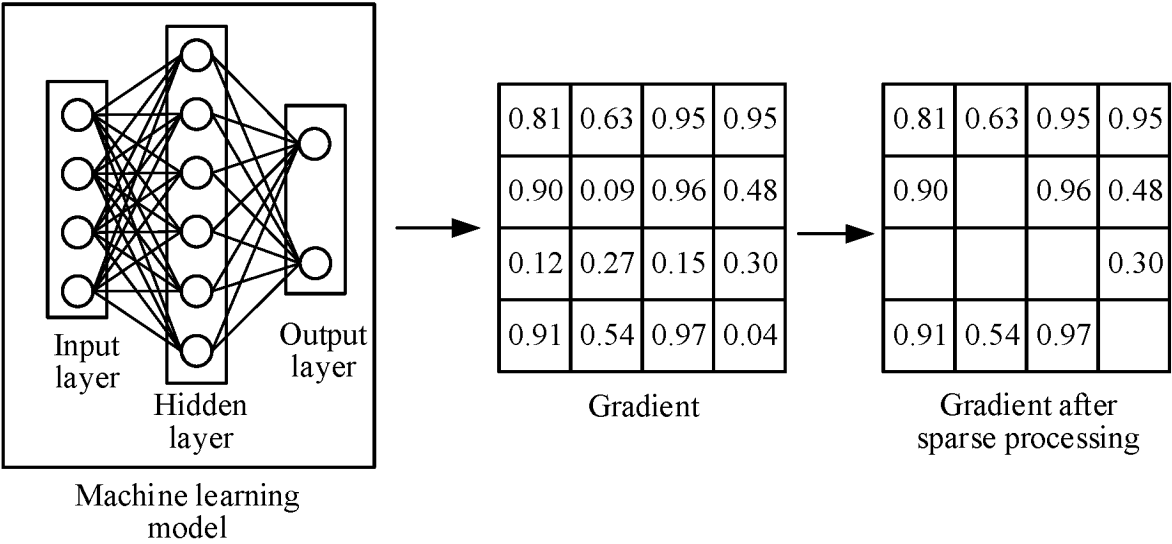 Input
layer
Hidden
layer
Output
layer
Machine learning
model
0.81 0.63 0.95 0.95
0.90 0.09 0.96 0.48
0.12 0.27 0.15 0.30
0.91 0.54 0.97 0.04
Gradient
0.81 0.63 0.95 0.95
0.90 0.96 0.48
0.30
0.91 0.54 0.97
Gradient after
sparse processing